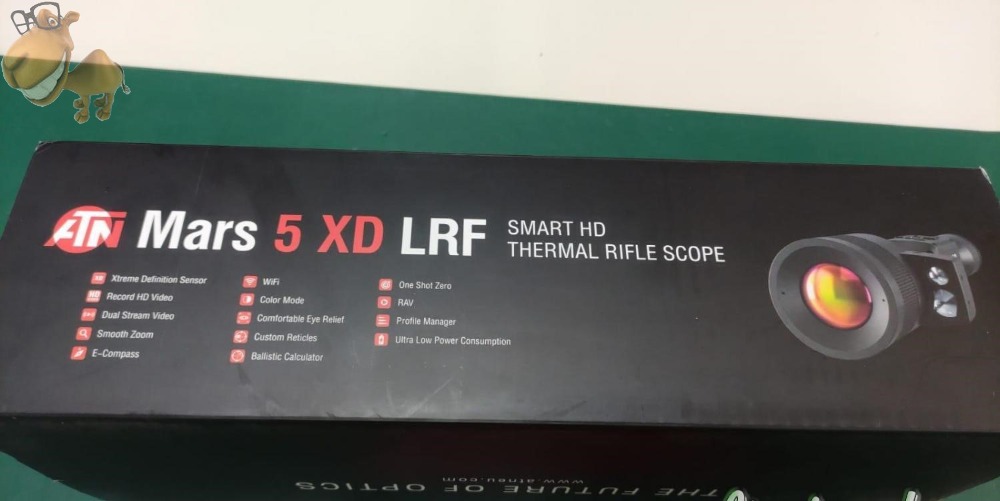 ATN Mars 5 XD LRF
SMART HD
THERMAL RIFLE SCOPE
Xtreme Definition Sensor
HD Record HD Video
Dual Stream Video
Smooth Zoom
E-Compass
WiFi
Color Mode
Comfortable Eye Relief
Custom Reticles
Ballistic Calculator
One Shot Zero
RAV
Profile Manager
Ultra Low Power Consumption
www.atneu.com
THE FUTURE OF OPTICS